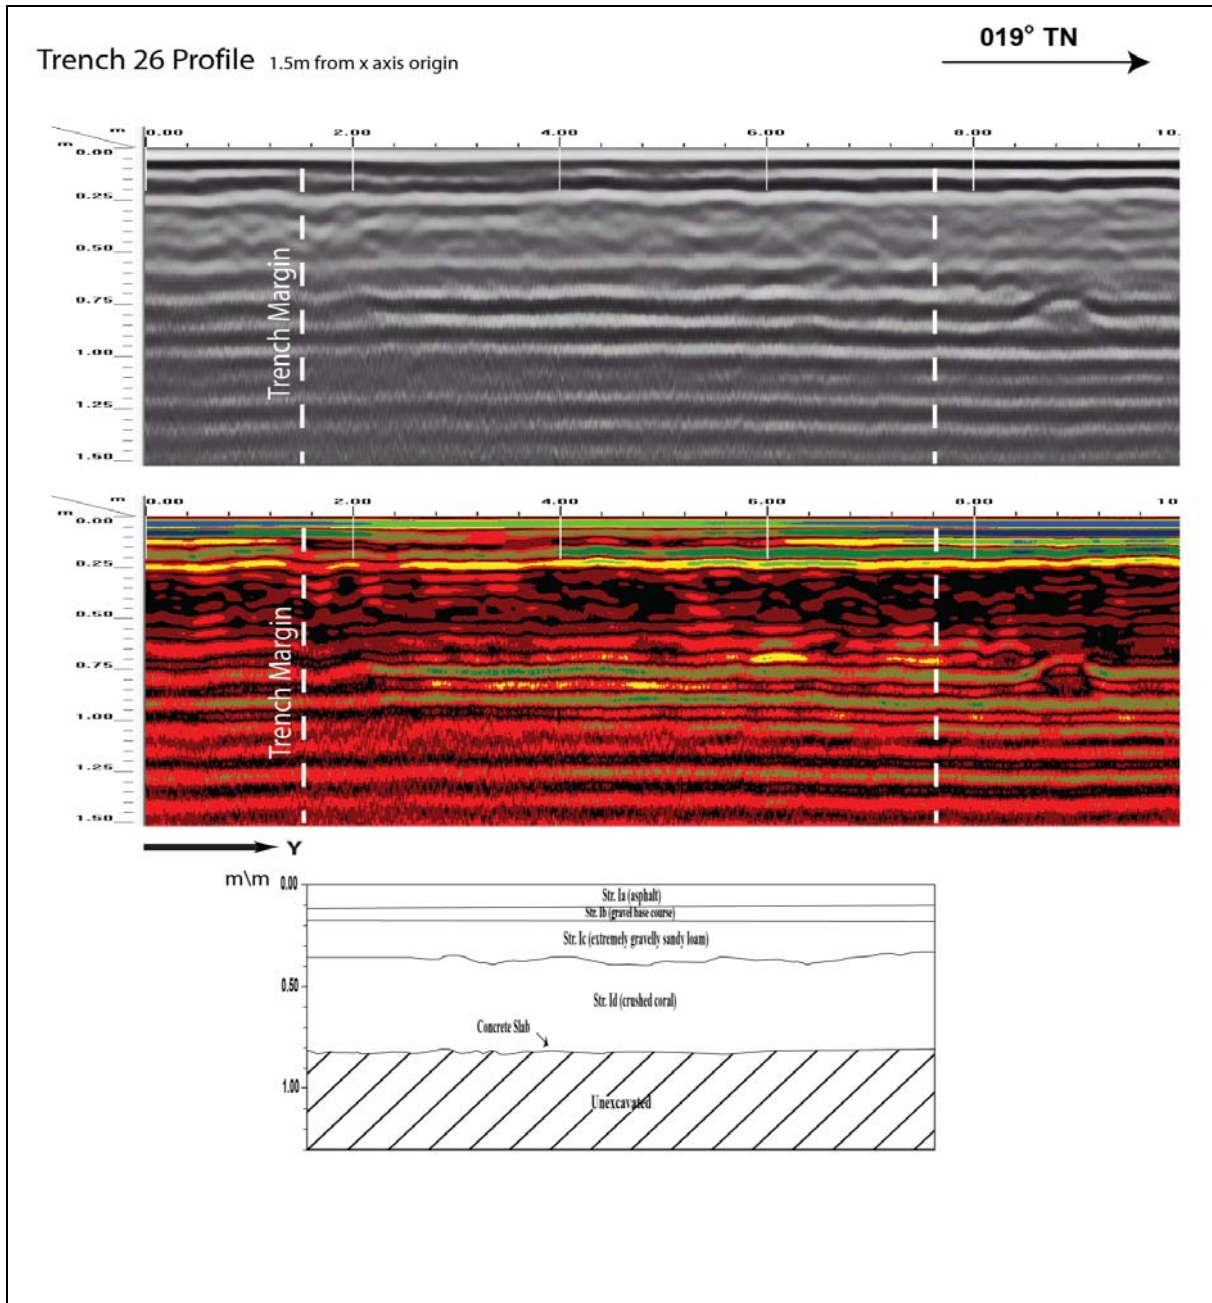 019° TN
Trench 26 Profile 1.5m from x axis origin
m 0.00 2.00 4.00 6.00 8.00 10.
m
0.00
0.25
0.50
0.75
1.00
1.25
1.50
Trench Margin
m 0.00 2.00 4.00 6.00 8.00 10
m
0.00
0.25
0.50
0.75
1.00
1.25
1.50
Trench Margin
Y
m\m 0.00
Str. Ia (asphalt)
Str. Ib (gravel base course)
Str. Ic (extremely gravelly sandy loam)
0.50
Str. Id (crushed coral)
Concrete Slab
1.00
Unexcavated